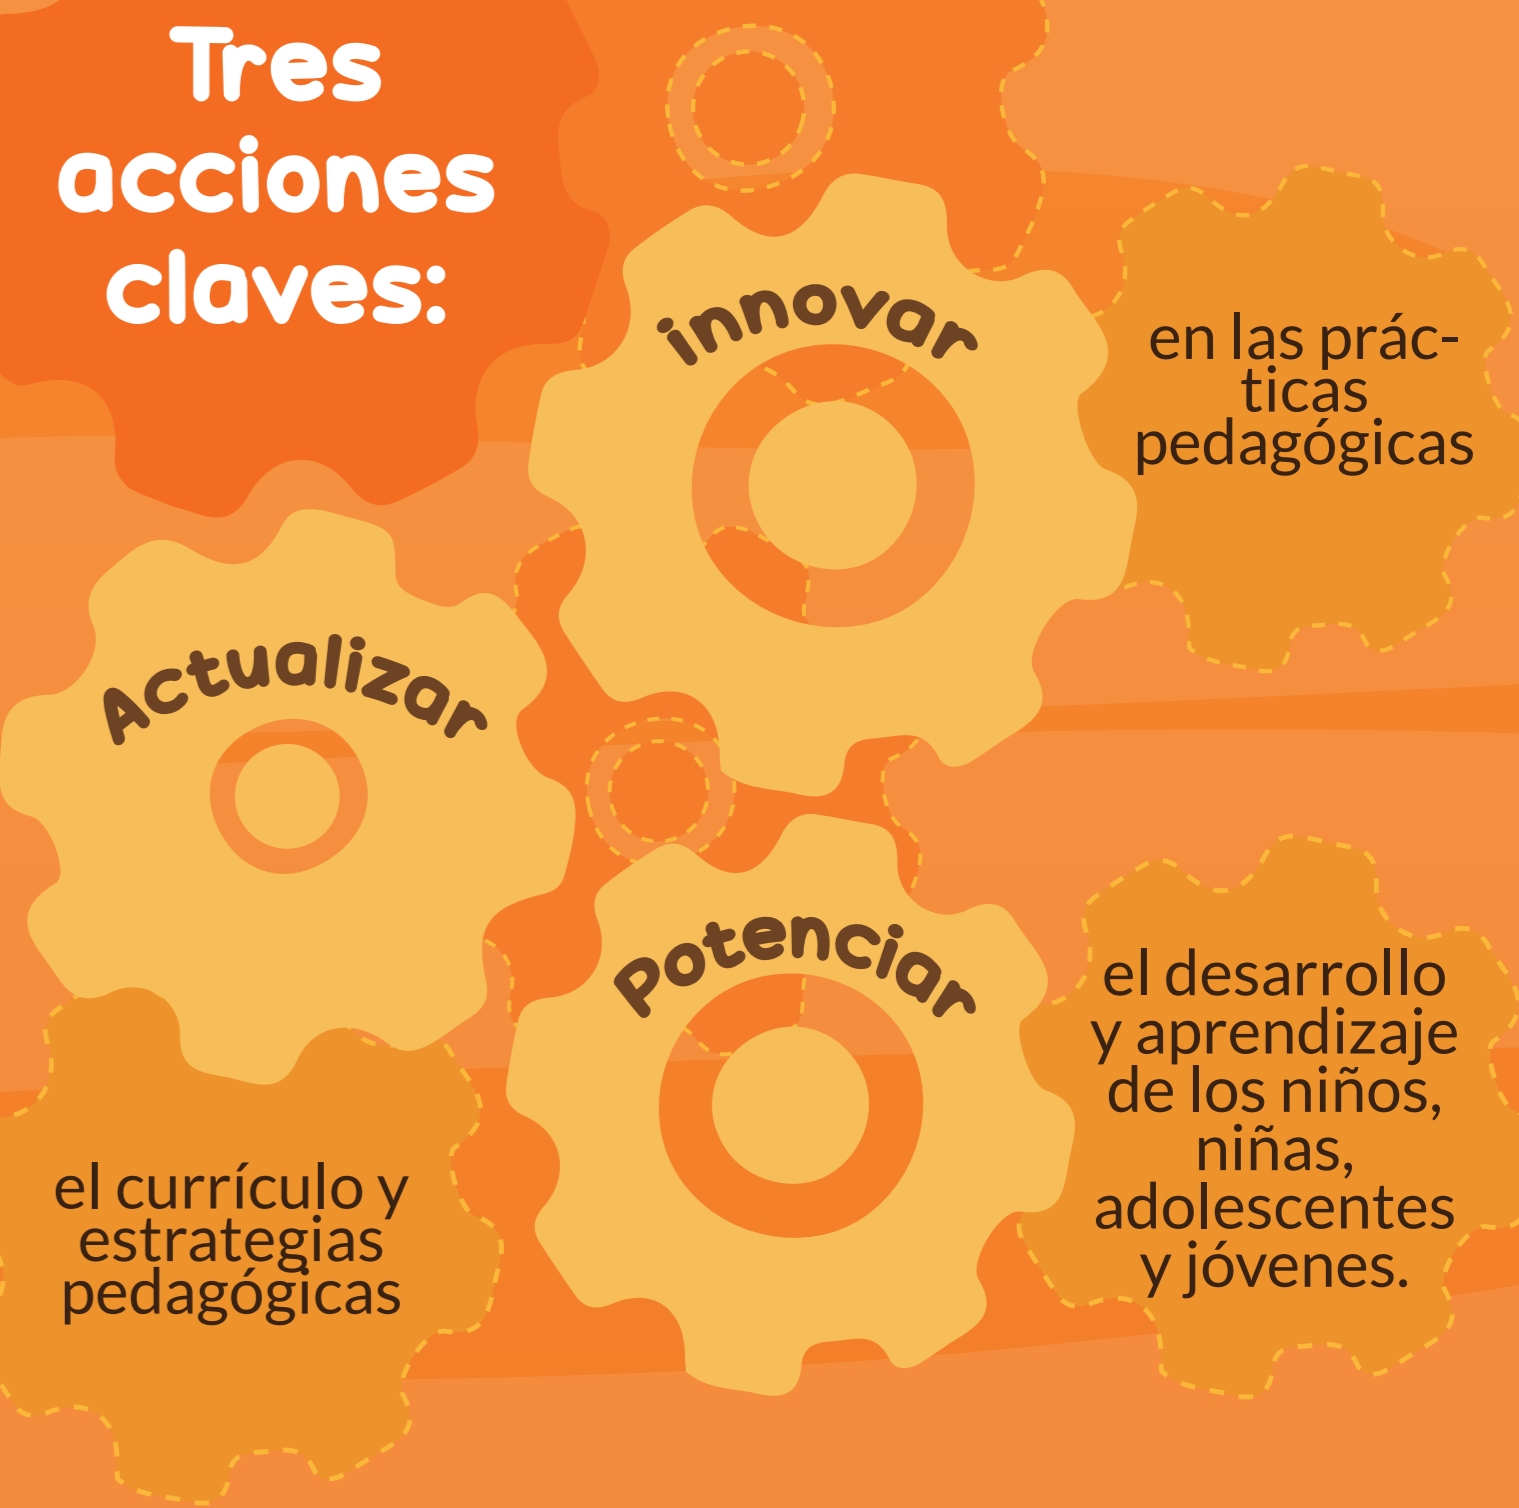 Tres
acciones
claves:
innovar
en las prác-
ticas
pedagógicas
Actualizar
el currículo y
estrategias
pedagógicas
Potenciar
el desarrollo
y aprendizaje
de los niños,
niñas,
adolescentes
y jóvenes.